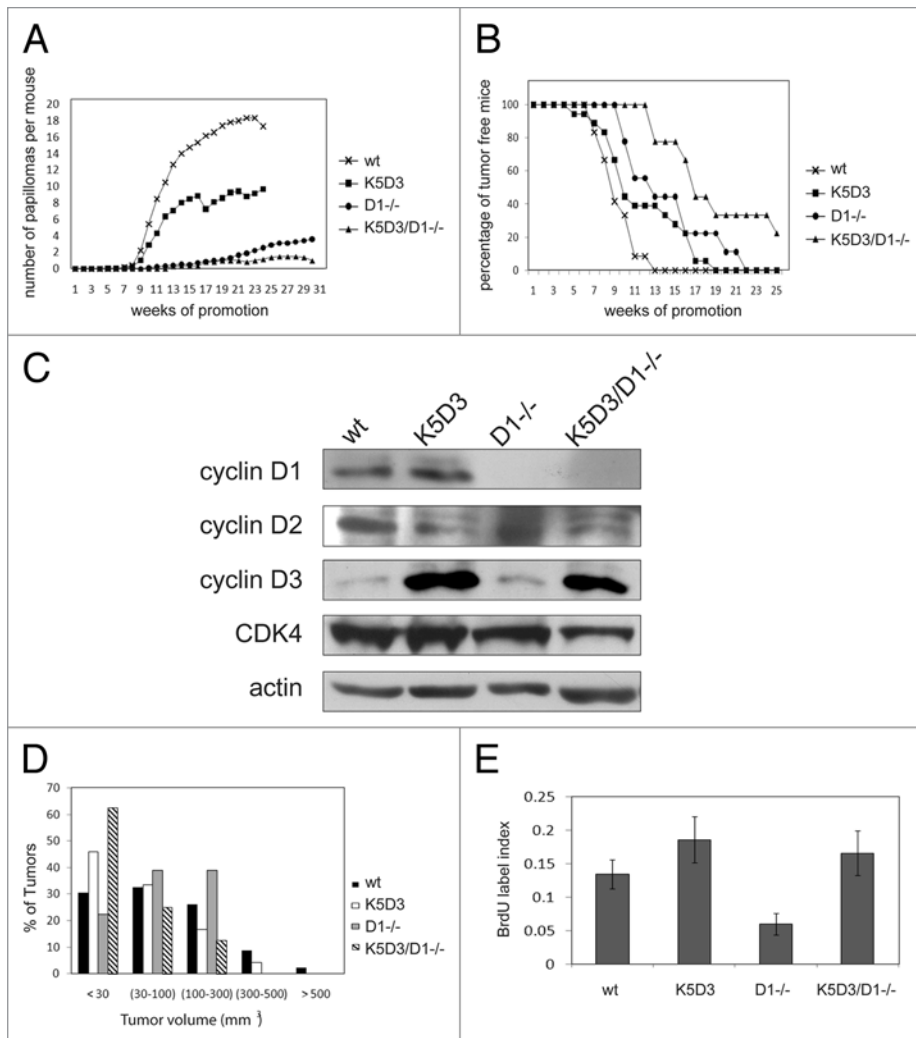 A
number of papillomas per mouse
20
18
16
14
12
10
8
6
4
2
0
1 3 5 7 9 11 13 15 17 19 21 23 25 27 29 31
weeks of promotion
wt
K5D3
D1-/-
K5D3/D1-/-
B
percentage of tumor free mice
100
80
60
40
20
0
1 3 5 7 9 11 13 15 17 19 21 23 25
weeks of promotion
wt
K5D3
D1-/-
K5D3/D1-/-
C
wt K5D3 D1-/- K5D3/D1-/-
cyclin D1
cyclin D2
cyclin D3
CDK4
actin
D
% of Tumors
70
60
50
40
30
20
10
0
< 30 (30-100) (100-300) (300-500) > 500
Tumor volume (mm 3)
wt
K5D3
D1-/-
K5D3/D1-/-
E
BrdU label index
0.25
0.2
0.15
0.1
0.05
0
wt K5D3 D1-/- K5D3/D1-/-